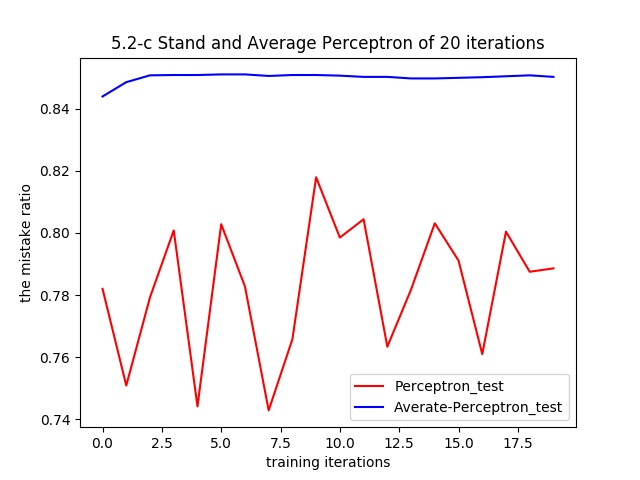 5.2-c Stand and Average Perceptron of 20 iterations
the mistake ratio
0.84
0.82
0.80
0.78
0.76
0.74
Perceptron_test
Averate-Perceptron_test
0.0 2.5 5.0 7.5 10.0 12.5 15.0 17.5
training iterations